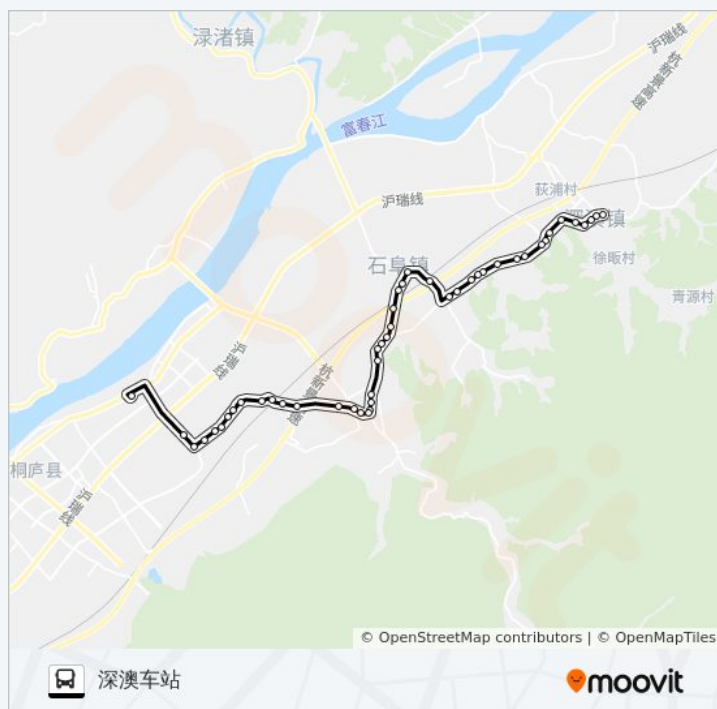 渌渚镇
沪瑞线
杭新景高速
富春江
荻浦村
沪瑞线
石阜镇
徐畈村
青源村
沪瑞线
杭新景高速
桐庐县
沪瑞线
© OpenStreetMap contributors | © OpenMapTiles
深澳车站
moovit